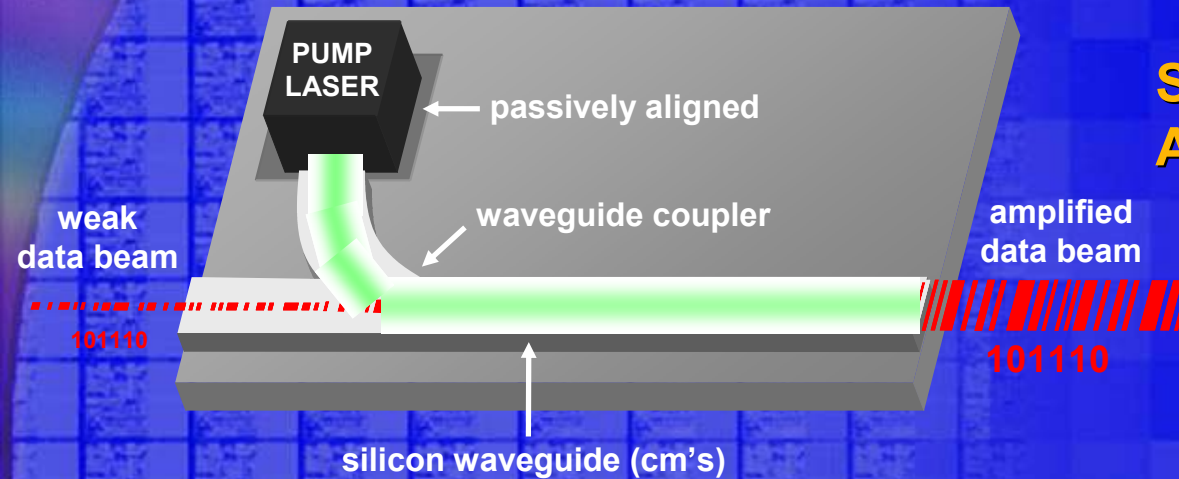 PUMP
LASER
passively aligned
S
A
waveguide coupler
weak
data beam
amplified
data beam
101110
101110
silicon waveguide (cm's)